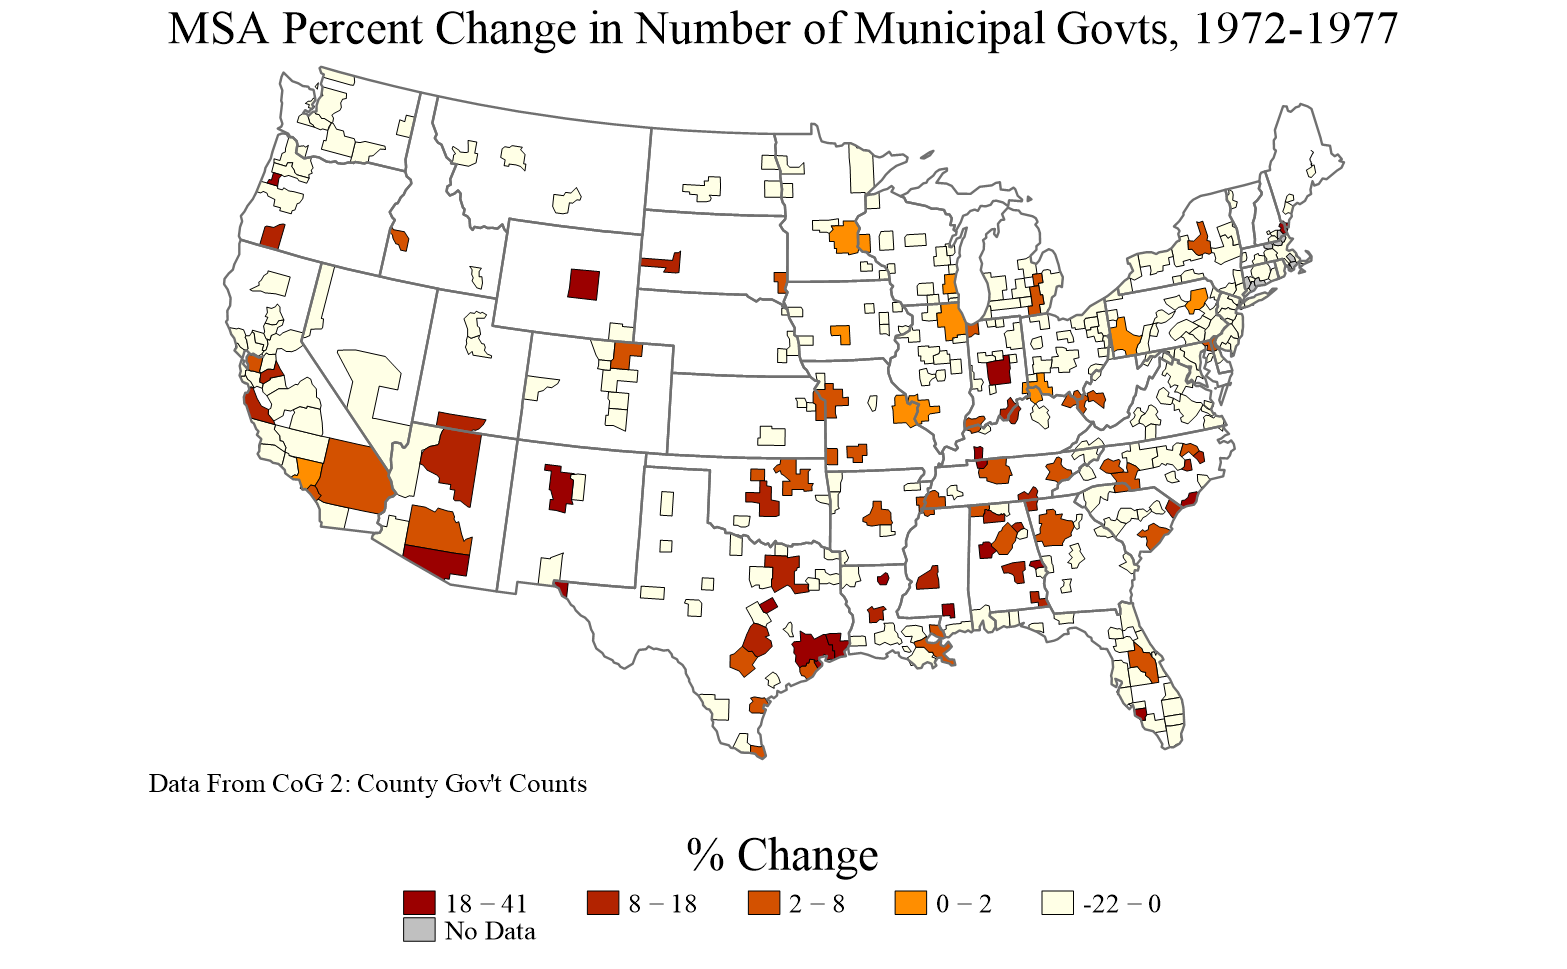 MSA Percent Change in Number of Municipal Govts, 1972-1977
Data From CoG 2: County Gov't Counts
% Change
18 − 41 8 − 18 2 − 8 0 − 2 -22 − 0
No Data